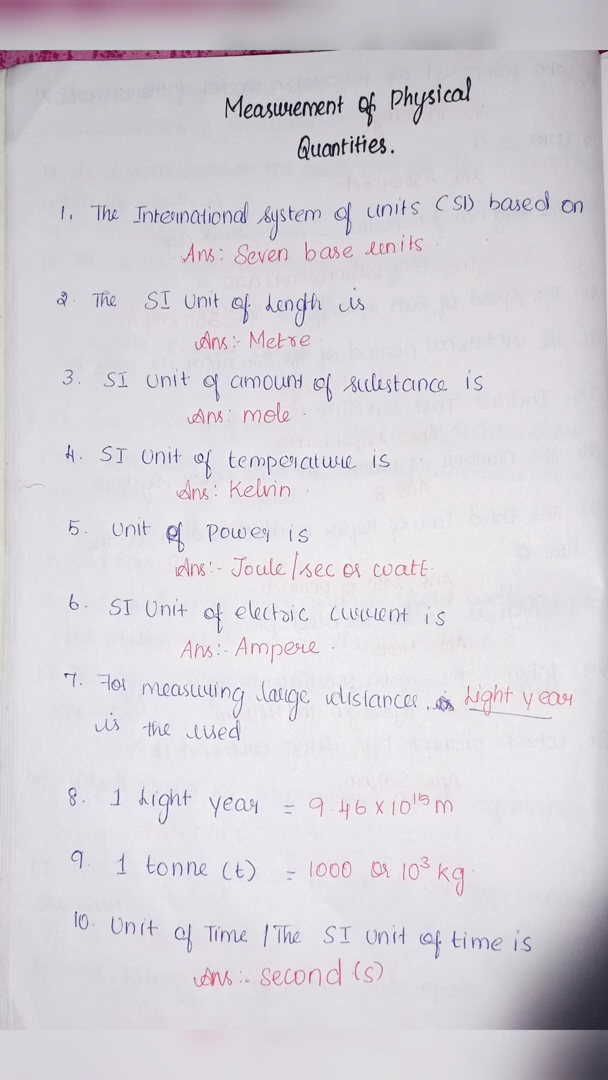 Measurement of Physical
Quantities.
1. The International System of units (SI) based on
Ans: Seven base units.
2. The SI Unit of Length is
Ans:- Metre.
3. SI Unit of amount of substance is
Ans: mole.
4. SI Unit of temperature is
Ans: Kelvin.
5. Unit of Power is
Ans:- Joule/sec or watt.
6. SI Unit of electric current is
Ans:- Ampere.
7. For measuring large distances, Light year
is the used
8. 1 Light year = 9.46 x 10¹⁵ m
9. 1 tonne (t) = 1000 or 10³ kg.
10. Unit of Time / The SI Unit of time is
Ans:- second (s)